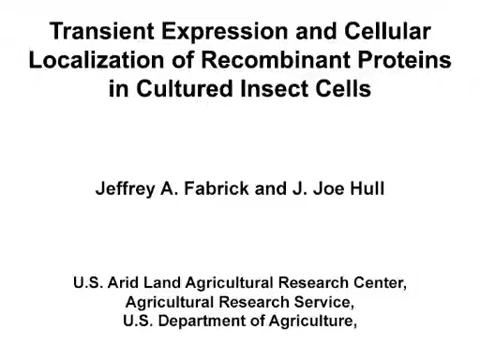 Transient Expression and Cellular
Localization of Recombinant Proteins
in Cultured Insect Cells
Jeffrey A. Fabrick and J. Joe Hull
U.S. Arid Land Agricultural Research Center,
Agricultural Research Service,
U.S. Department of Agriculture,